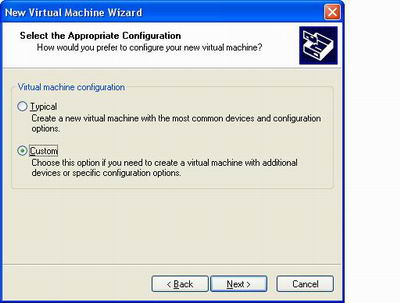 New Virtual Machine Wizard
Select the Appropriate Configuration
How would you prefer to configure your new virtual machine?
Virtual machine configuration
Typical
Create a new virtual machine with the most common devices and configuration
options.
Custom
Choose this option if you need to create a virtual machine with additional
devices or specific configuration options.
< Back
Next >
Cancel